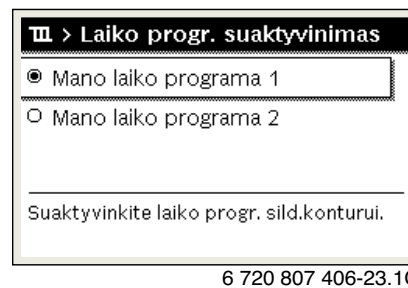 > Laiko progr. suaktyvinimas
Mano laiko programa 1
Mano laiko programa 2
Suaktyvinkite laiko progr. sild.konturui.
6 720 807 406-23.1O